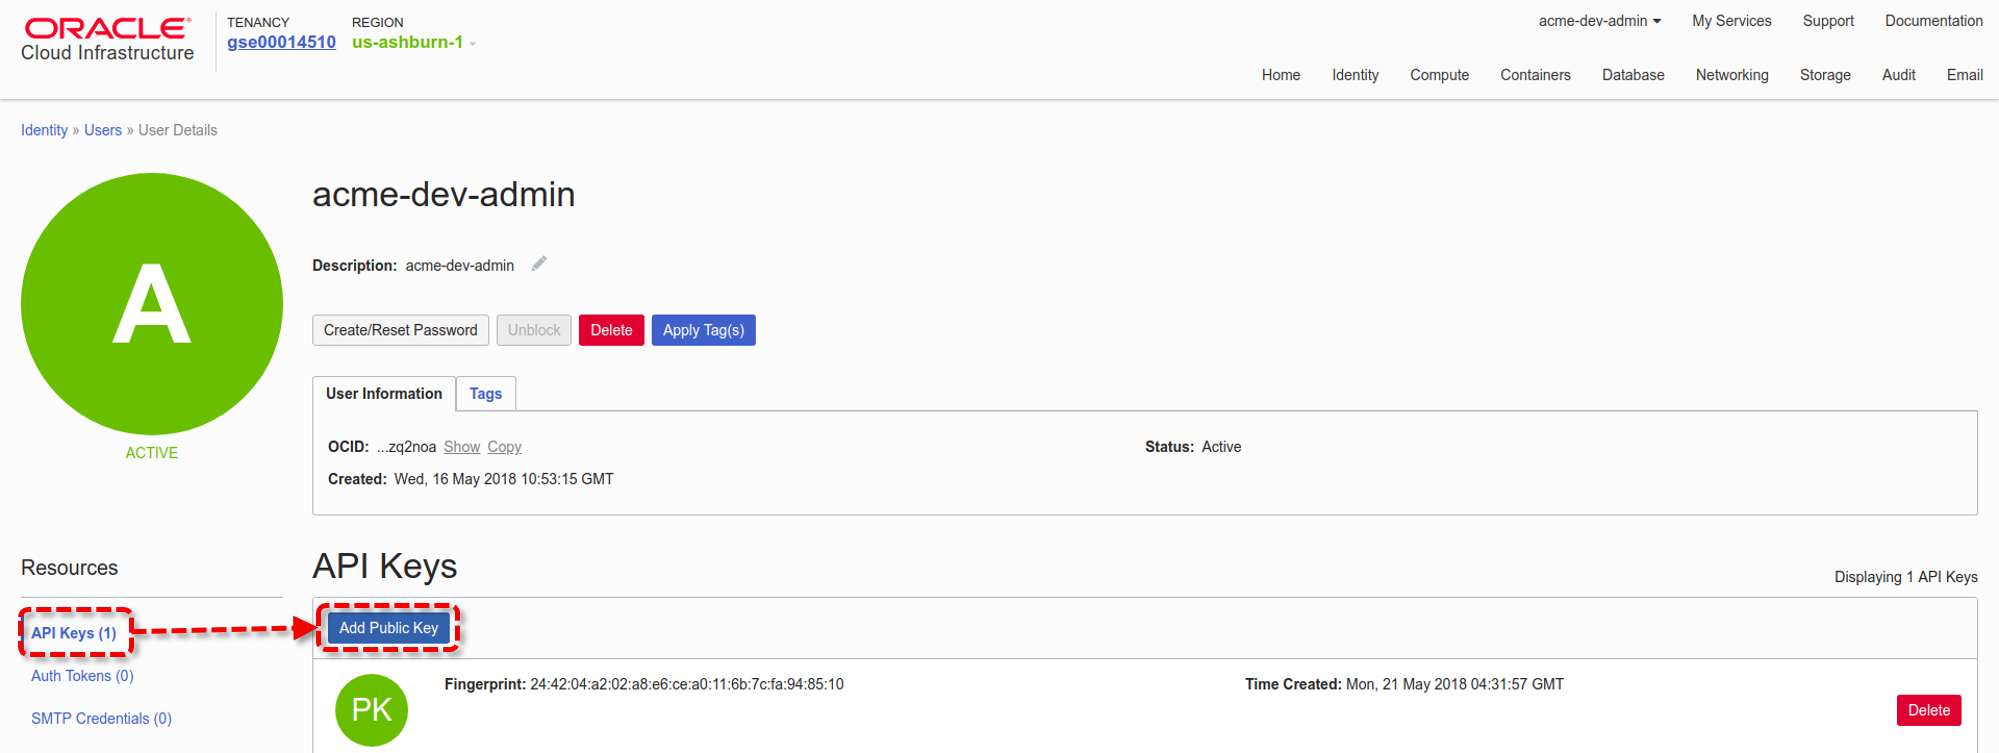 ORACLE®
Cloud Infrastructure
TENANCY
gse00014510
REGION
us-ashburn-1
acme-dev-admin
My Services
Support
Documentation
Home
Identity
Compute
Containers
Database
Networking
Storage
Audit
Email
Identity » Users » User Details
A
ACTIVE
acme-dev-admin
Description: acme-dev-admin
Create/Reset Password
Unblock
Delete
Apply Tag(s)
User Information
Tags
OCID: ...zq2noa Show Copy
Status: Active
Created: Wed, 16 May 2018 10:53:15 GMT
Resources
API Keys (1)
Auth Tokens (0)
SMTP Credentials (0)
API Keys
Displaying 1 API Keys
Add Public Key
PK
Fingerprint: 24:42:04:a2:02:a8:e6:ce:a0:11:6b:7c:fa:94:85:10
Time Created: Mon, 21 May 2018 04:31:57 GMT
Delete